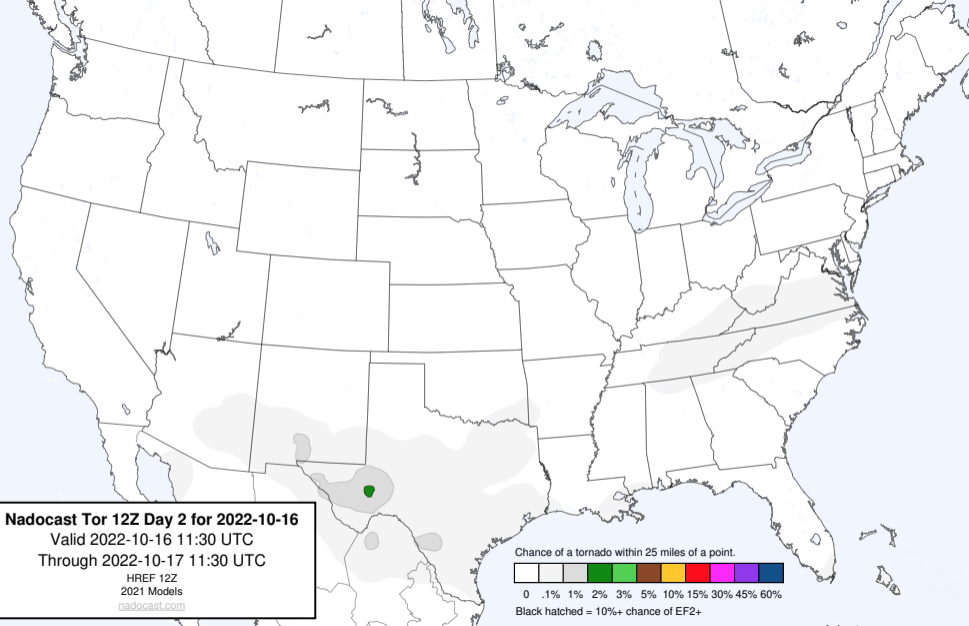 Nadocast Tor 12Z Day 2 for 2022-10-16
Valid 2022-10-16 11:30 UTC
Through 2022-10-17 11:30 UTC
HREF 12Z
2021 Models
nadocast.com
Chance of a tornado within 25 miles of a point.
0 .1% 1% 2% 3% 5% 10% 15% 30% 45% 60%
Black hatched = 10%+ chance of EF2+